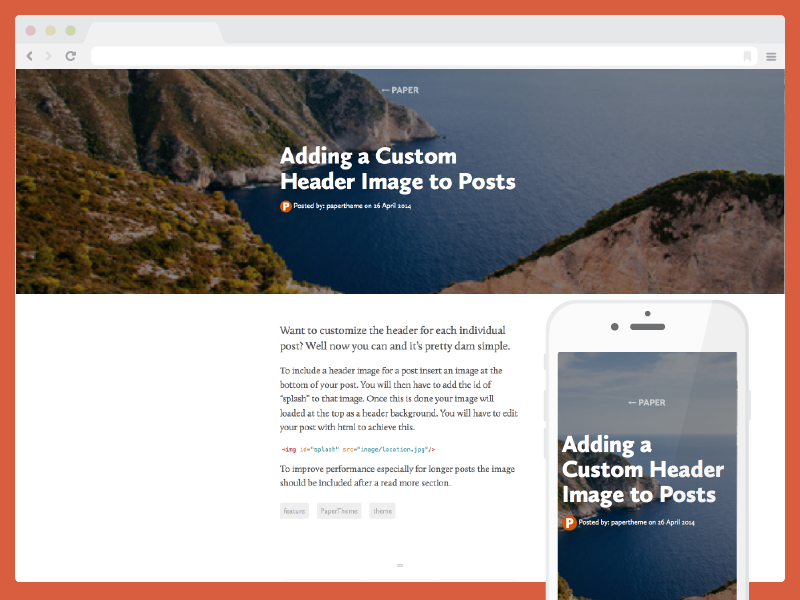 ← PAPER
Adding a Custom
Header Image to Posts
P Posted by: papertheme on 26 April 2014
Want to customize the header for each individual
post? Well now you can and it's pretty dam simple.
To include a header image for a post insert an image at the
bottom of your post. You will then have to add the id of
"splash" to that image. Once this is done your image will
loaded at the top as a header background. You will have to edit
your post with html to achieve this.
<img id="splash" src="image/location.jpg"/>
To improve performance especially for longer posts the image
should be included after a read more section.
feature PaperTheme theme
← PAPER
Adding a
Custom Header
Image to Posts
P Posted by: papertheme on 26 April 2014